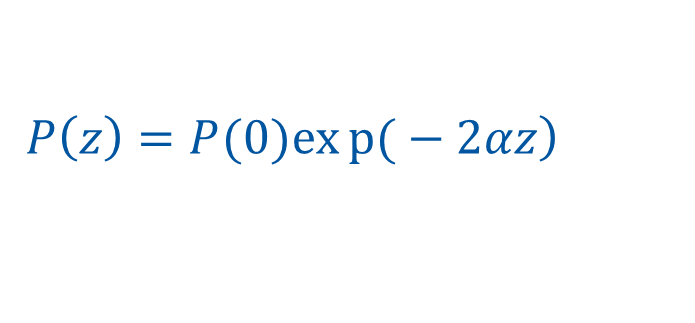 P(z) = P(0)exp(−2αz)